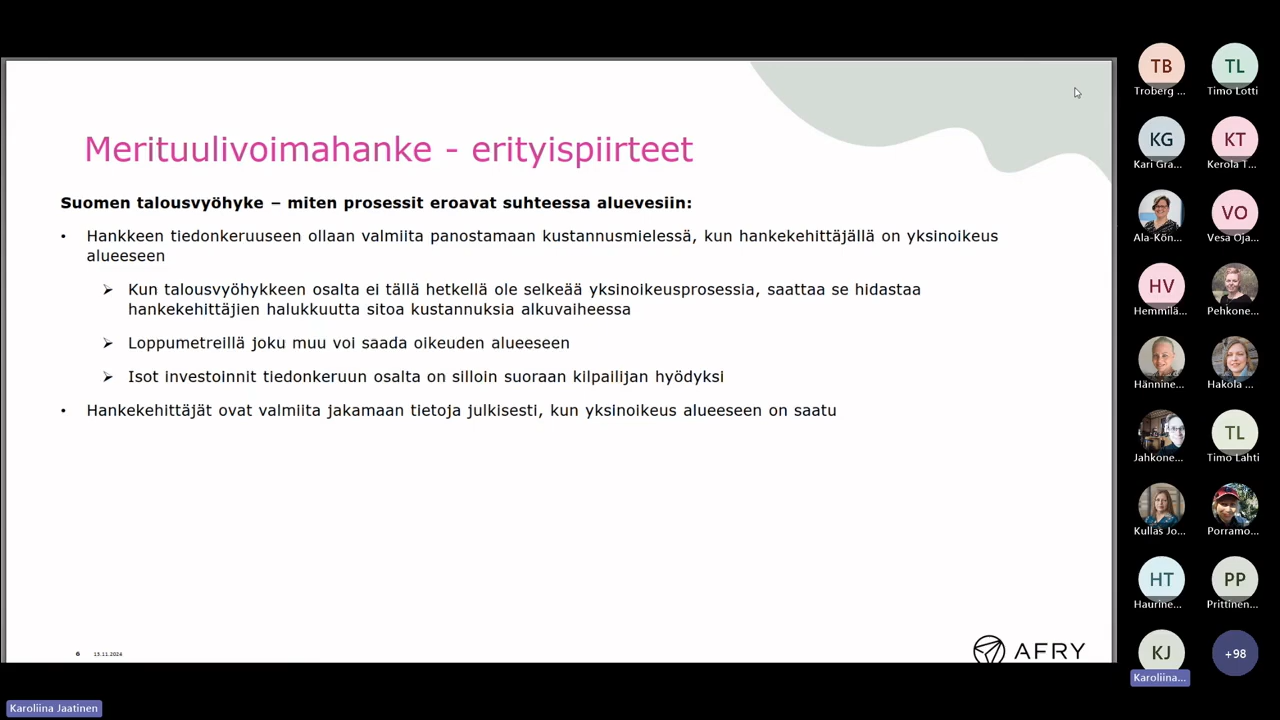 Merituulivoimahanke - erityispiirteet
Suomen talousvyöhyke – miten prosessit eroavat suhteessa aluevesiin:
• Hankkeen tiedonkeruuseen ollaan valmiita panostamaan kustannusmielessä, kun hankekehittäjällä on yksinoikeus
alueeseen
➢ Kun talousvyöhykkeen osalta ei tällä hetkellä ole selkeää yksinoikeusprosessia, saattaa se hidastaa
hankekehittäjien halukkuutta sitoa kustannuksia alkuvaiheessa
➢ Loppumetreillä joku muu voi saada oikeuden alueeseen
➢ Isot investoinnit tiedonkeruun osalta on silloin suoraan kilpailijan hyödyksi
• Hankekehittäjät ovat valmiita jakamaan tietoja julkisesti, kun yksinoikeus alueeseen on saatu
6 13.11.2024
AFRY
Karoliina Jaatinen
TB TL
Troberg ... Timo Lotti
KG KT
Kari Gra... Kerola T...
VO
Ala-Kön... Vesa Oja...
HV
Hemmilä... Pehkone...
Hännine... Hakola ...
TL
Jahkone... Timo Lahti
Kullas Jo... Porramo...
HT PP
Haurine... Prittinen...
KJ +98
Karoliina...